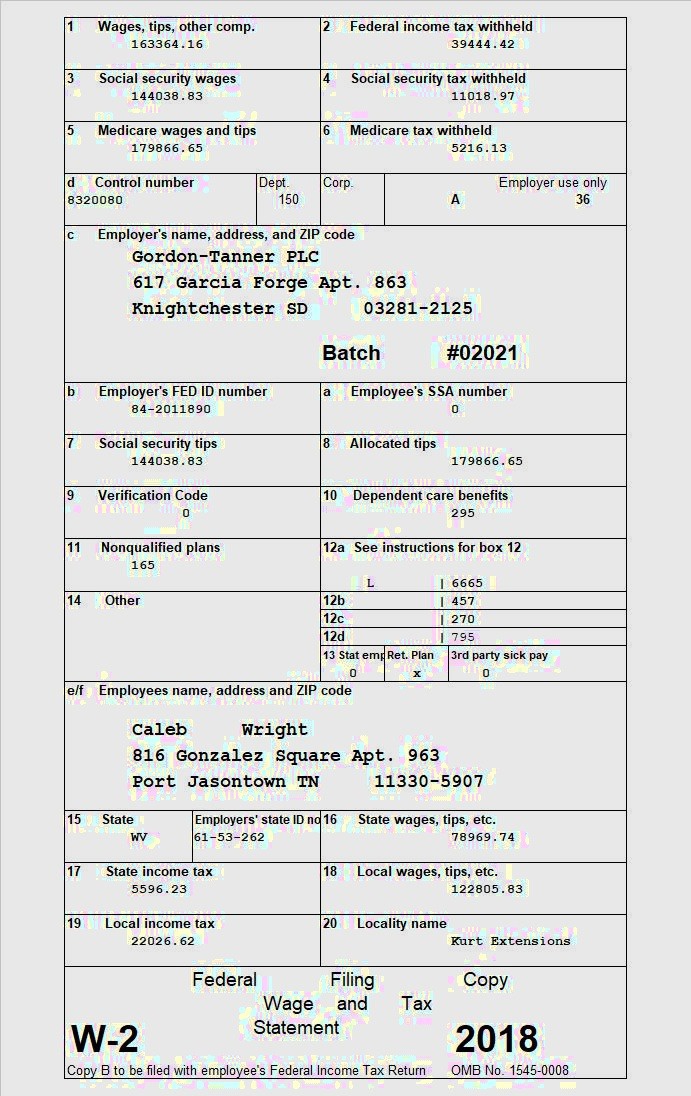 1 Wages, tips, other comp. 2 Federal income tax withheld
163364.16 39444.42
3 Social security wages 4 Social security tax withheld
144038.83 11018.97
5 Medicare wages and tips 6 Medicare tax withheld
179866.65 5216.13
d Control number Dept. Corp. Employer use only
8320080 150 A 36
c Employer's name, address, and ZIP code
Gordon-Tanner PLC
617 Garcia Forge Apt. 863
Knightchester SD 03281-2125
Batch #02021
b Employer's FED ID number a Employee's SSA number
84-2011890 0
7 Social security tips 8 Allocated tips
144038.83 179866.65
9 Verification Code 10 Dependent care benefits
0 295
11 Nonqualified plans 12a See instructions for box 12
165
L | 6665
14 Other 12b | 457
12c | 270
12d | 795
13 Stat emp Ret. Plan 3rd party sick pay
0 x 0
e/f Employees name, address and ZIP code
Caleb Wright
816 Gonzalez Square Apt. 963
Port Jasontown TN 11330-5907
15 State Employers' state ID no 16 State wages, tips, etc.
WV 61-53-262 78969.74
17 State income tax 18 Local wages, tips, etc.
5596.23 122805.83
19 Local income tax 20 Locality name
22026.62 Kurt Extensions
Federal Filing Copy
Wage and Tax
Statement
W-2 2018
Copy B to be filed with employee's Federal Income Tax Return OMB No. 1545-0008